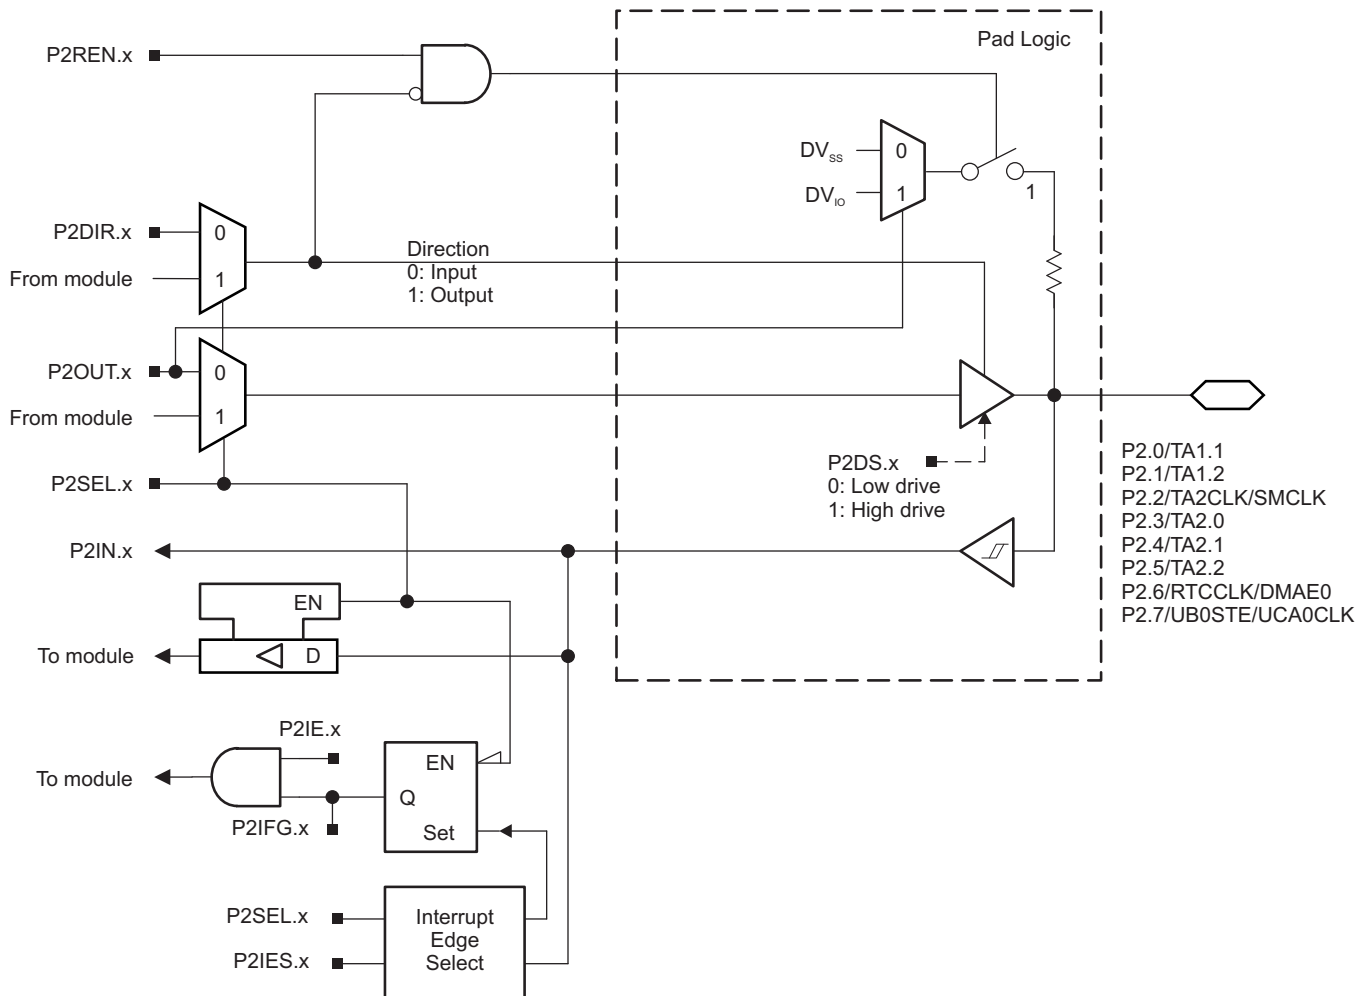 Pad Logic
P2REN.x
DVSS
0
DVIO
1
1
P2DIR.x
0
From module
1
Direction
0: Input
1: Output
P2OUT.x
0
From module
1
P2SEL.x
P2DS.x
0: Low drive
1: High drive
P2.0/TA1.1
P2.1/TA1.2
P2.2/TA2CLK/SMCLK
P2.3/TA2.0
P2.4/TA2.1
P2.5/TA2.2
P2.6/RTCCLK/DMAE0
P2.7/UB0STE/UCA0CLK
P2IN.x
EN
To module
D
P2IE.x
EN
To module
Q
P2IFG.x
Set
P2SEL.x
P2IES.x
Interrupt
Edge
Select